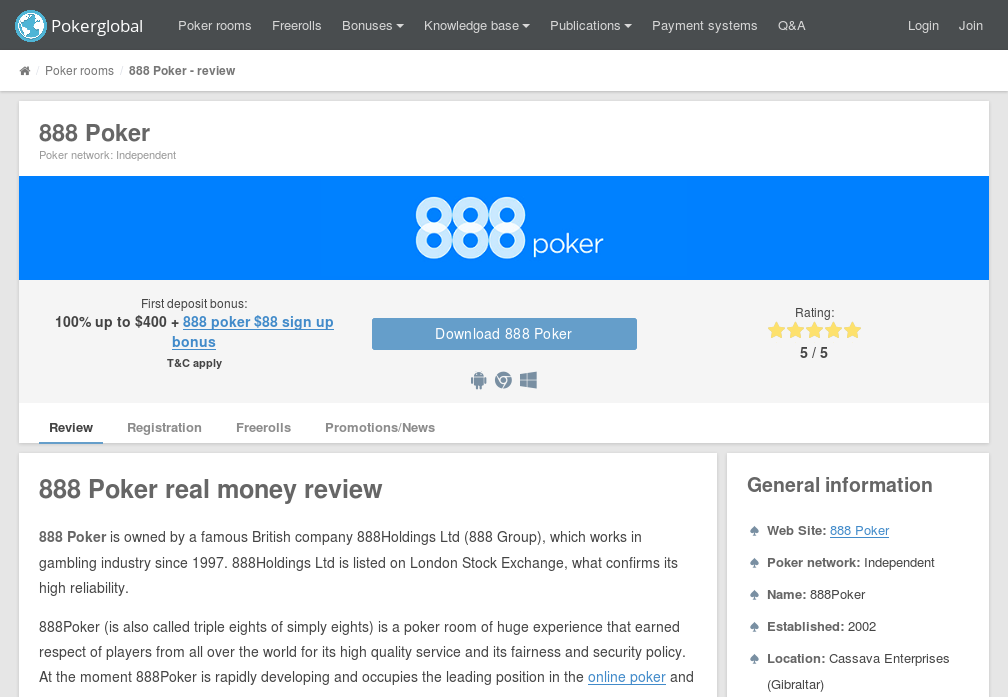 Pokerglobal
Poker rooms Freerolls Bonuses Knowledge base Publications Payment systems Q&A Login Join
Poker rooms / 888 Poker - review
888 Poker
Poker network: Independent
888 poker
First deposit bonus:
100% up to $400 + 888 poker $88 sign up
bonus
T&C apply
Download 888 Poker
Rating:
5 / 5
Review Registration Freerolls Promotions/News
888 Poker real money review
888 Poker is owned by a famous British company 888Holdings Ltd (888 Group), which works in
gambling industry since 1997. 888Holdings Ltd is listed on London Stock Exchange, what confirms its
high reliability.
888Poker (is also called triple eights of simply eights) is a poker room of huge experience that earned
respect of players from all over the world for its high quality service and its fairness and security policy.
At the moment 888Poker is rapidly developing and occupies the leading position in the online poker and
General information
Web Site: 888 Poker
Poker network: Independent
Name: 888Poker
Established: 2002
Location: Cassava Enterprises
(Gibraltar)